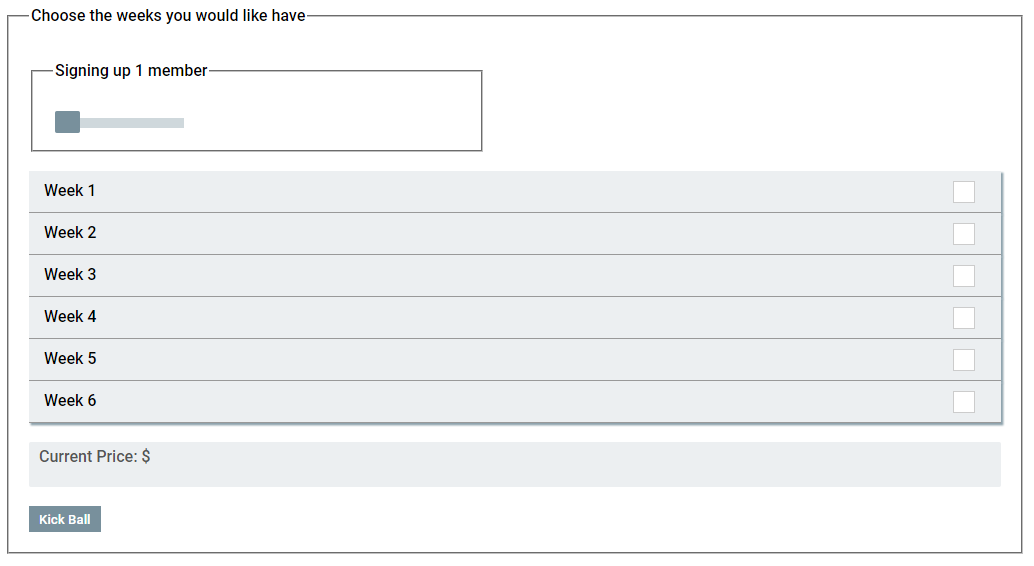 Choose the weeks you would like have
Signing up 1 member
Week 1
Week 2
Week 3
Week 4
Week 5
Week 6
Current Price: $
Kick Ball